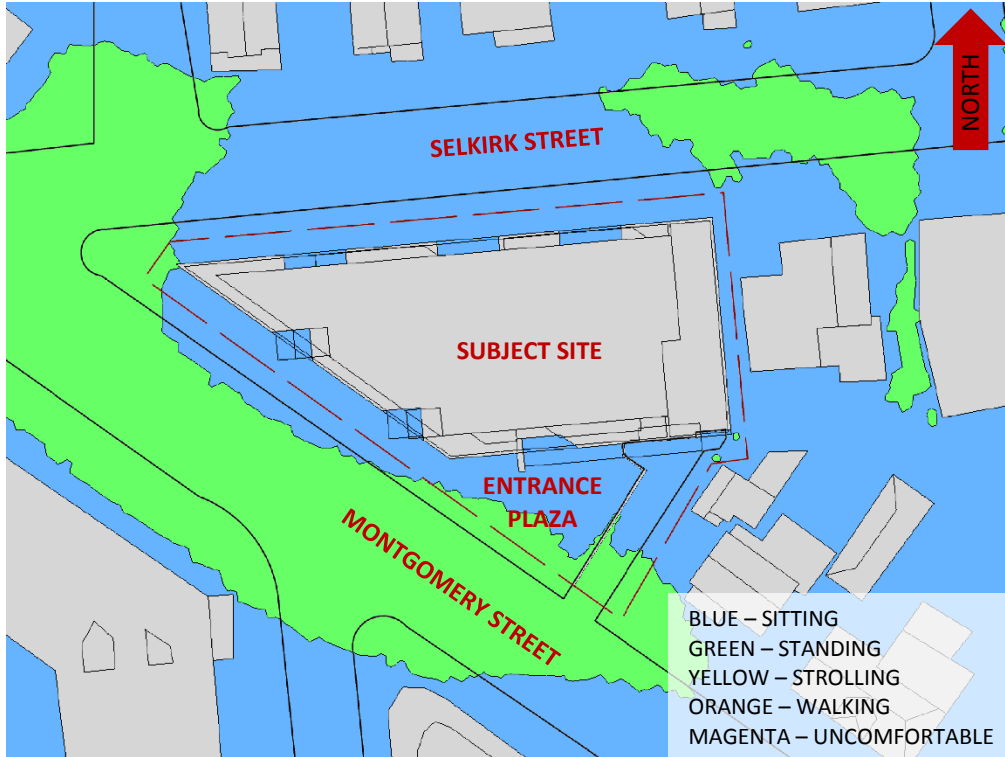 NORTH
SELKIRK STREET
SUBJECT SITE
ENTRANCE
PLAZA
MONTGOMERY STREET
BLUE – SITTING
GREEN – STANDING
YELLOW – STROLLING
ORANGE – WALKING
MAGENTA – UNCOMFORTABLE